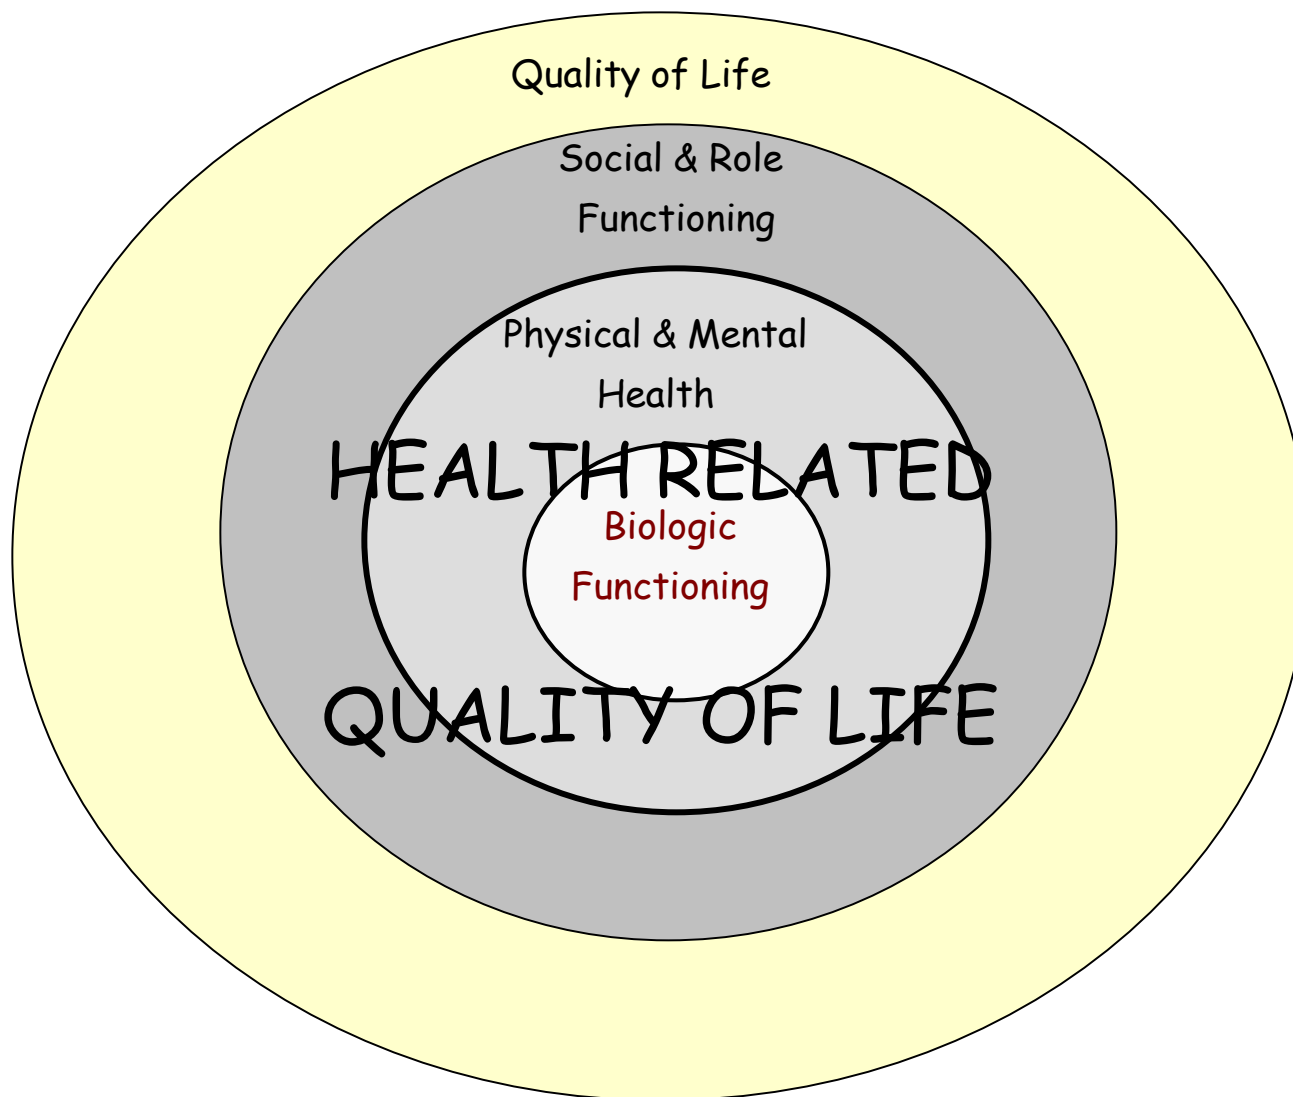 Quality of Life
Social & Role
Functioning
Physical & Mental
Health
HEALTH RELATED
Biologic
Functioning
QUALITY OF LIFE